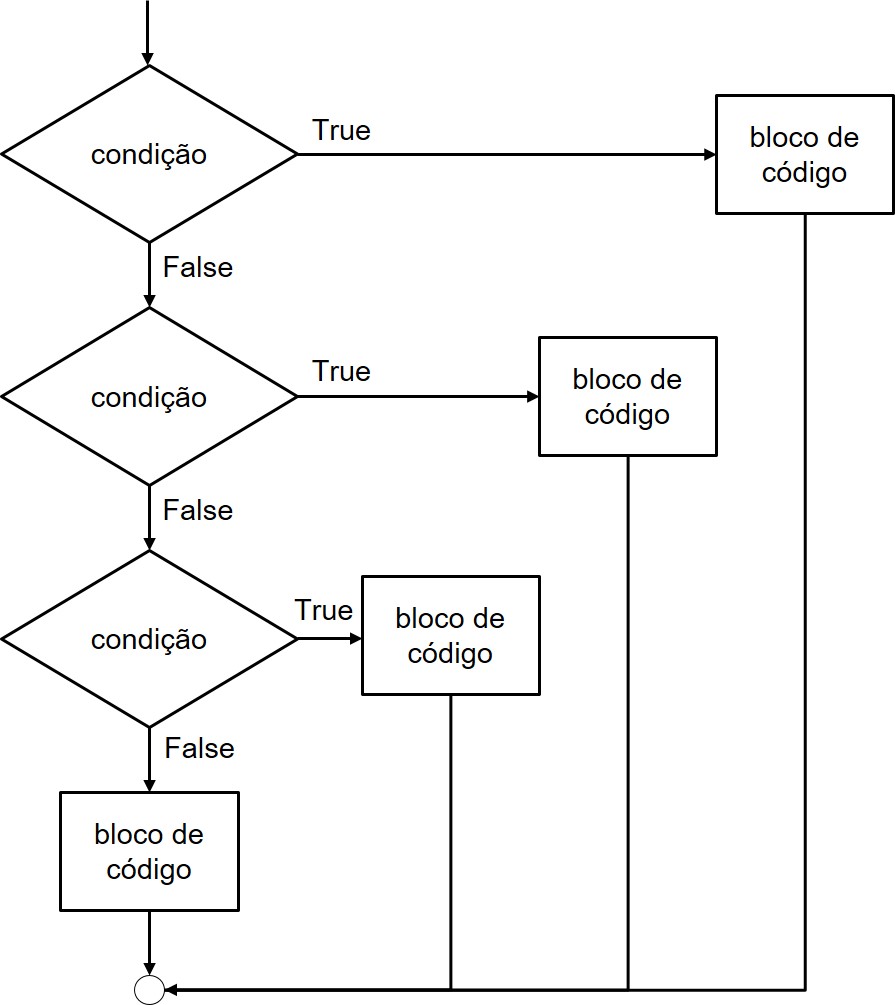 True
condição
bloco de
código
False
True
condição
bloco de
código
False
True
condição
bloco de
código
False
bloco de
código